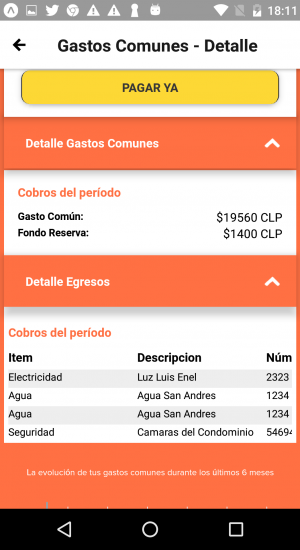 18:11
Gastos Comunes - Detalle
PAGAR YA
Detalle Gastos Comunes
Cobros del período
Gasto Común: $19560 CLP
Fondo Reserva: $1400 CLP
Detalle Egresos
Cobros del período
Item Descripcion Núm
Electricidad Luz Luis Enel 2323
Agua Agua San Andres 1234
Agua Agua San Andres 1234
Seguridad Camaras del Condominio 54694
La evolución de tus gastos comunes durante los últimos 6 meses